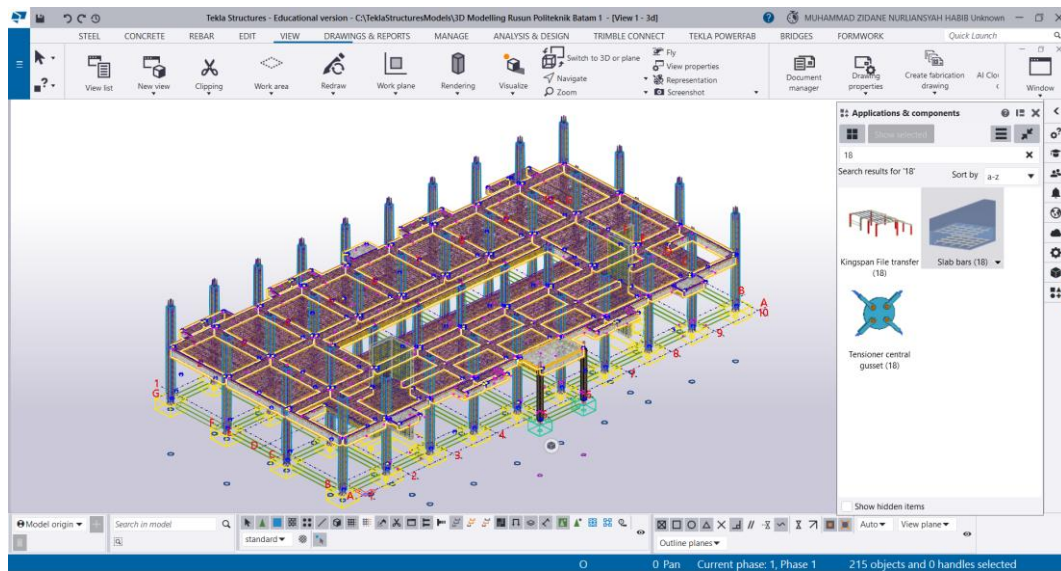 Tekla Structures - Educational version - C:\TeklaStructuresModels\3D Modelling Rusun Politeknik Batam 1 - [View 1 - 3d]
MUHAMMAD ZIDANE NURLIANSYAH HABIB Unknown
STEEL CONCRETE REBAR EDIT VIEW DRAWINGS & REPORTS MANAGE ANALYSIS & DESIGN TRIMBLE CONNECT TEKLA POWERFAB BRIDGES FORMWORK Quick Launch
View list New view Clipping Work area Redraw Work plane Rendering Visualize
Switch to 3D or plane
Navigate
Zoom
Fly
View properties
Representation
Screenshot
Document manager
Drawing properties
Create fabrication drawing
AI Clo
Window
Applications & components
Show selected
18
Search results for '18' Sort by a-z
Kingspan File transfer (18)
Slab bars (18)
Tensioner central gusset (18)
Show hidden items
1
G.
F.
B.
A
2.
4.
8.
9.
B.
A
10.
Model origin Search in model
standard
Auto View plane
Outline planes
O 0 Pan Current phase: 1, Phase 1 215 objects and 0 handles selected